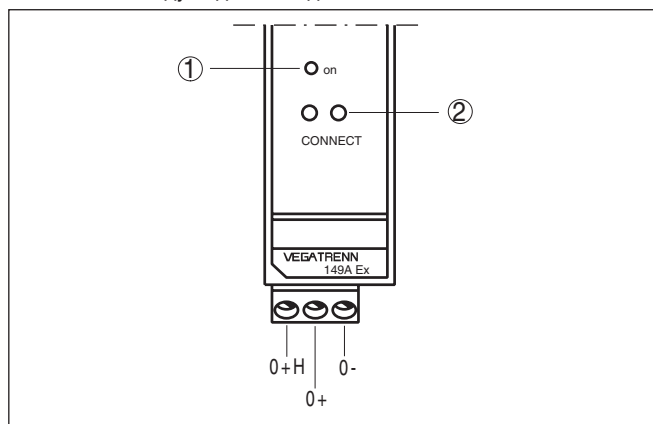 ① on
②
CONNECT
VEGATRENN
149A Ex
0+H 0-
0+